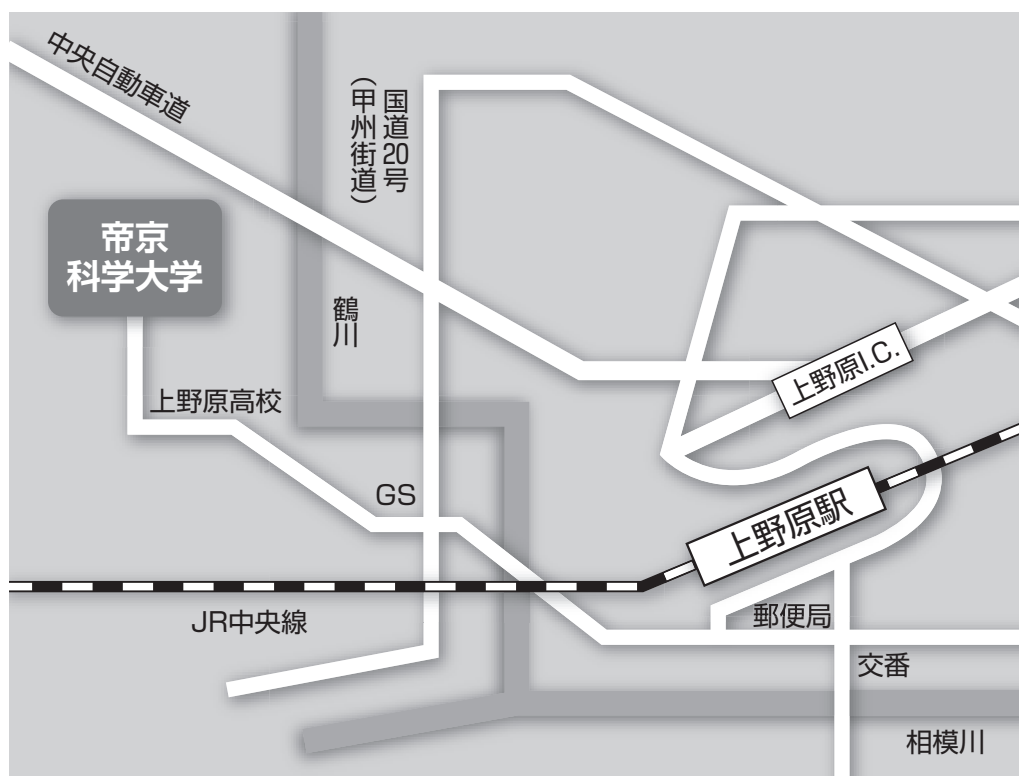 中央自動車道
国道20号
(甲州街道)
帝京
科学大学
鶴川
上野原I.C.
上野原高校
GS
上野原駅
JR中央線
郵便局
交番
相模川